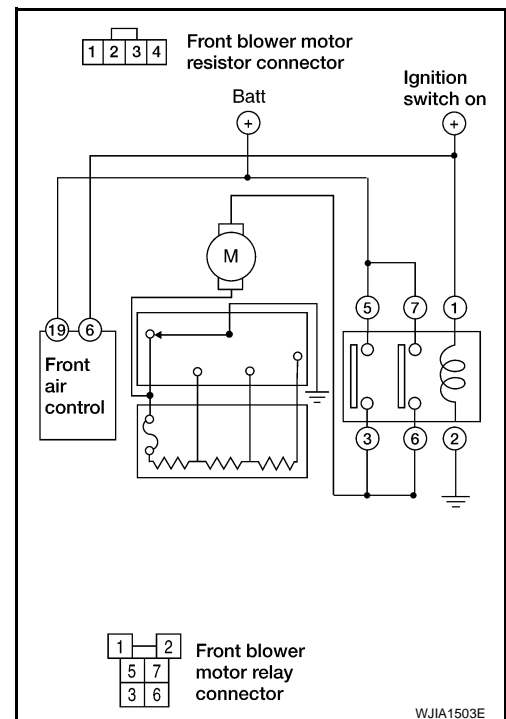 1 2 3 4
Front blower motor
resistor connector
Batt
Ignition
switch on
+
+
M
5 7 1
19 6
Front
air
control
3 6 2
1 2
5 7
3 6
Front blower
motor relay
connector
WJIA1503E